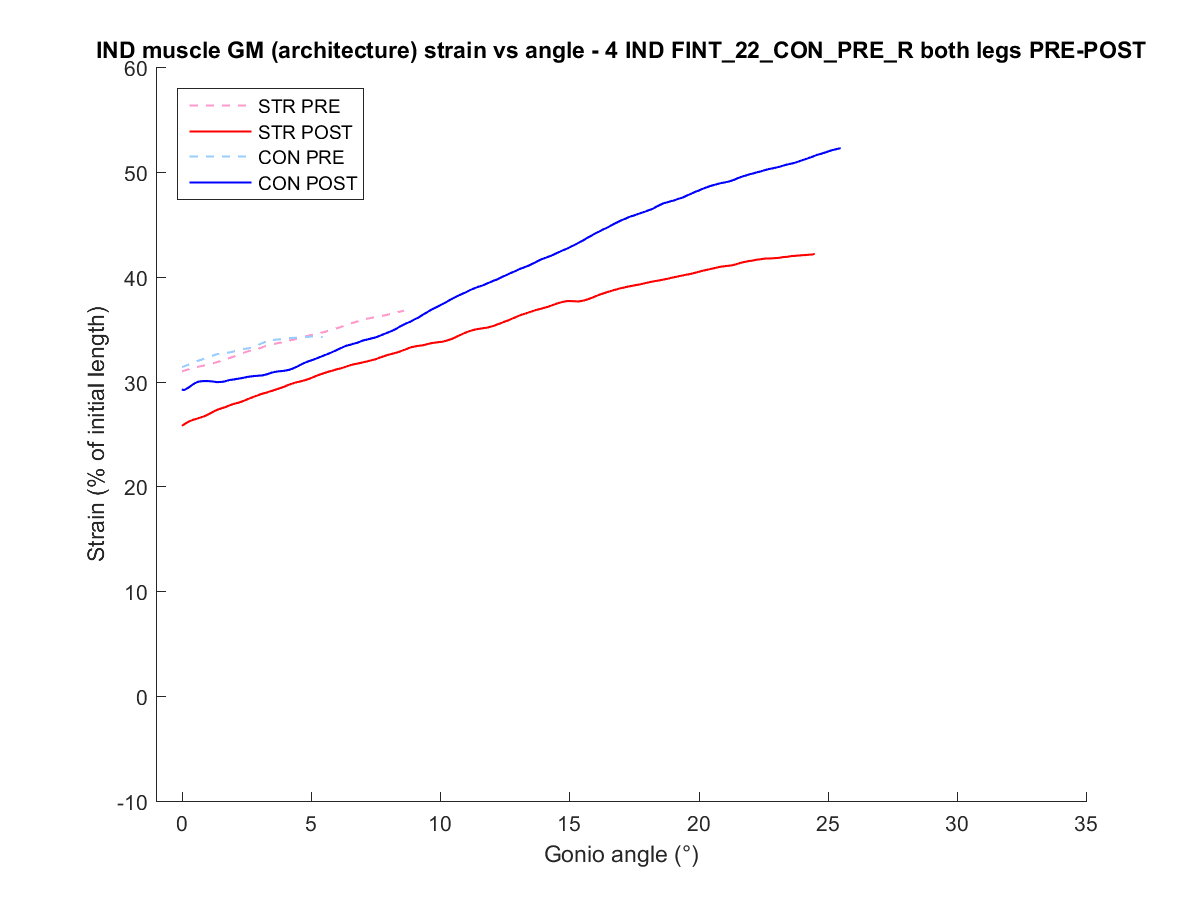 IND muscle GM (architecture) strain vs angle - 4 IND FINT_22_CON_PRE_R both legs PRE-POST
60
50
40
30
20
10
0
-10
STR PRE
STR POST
CON PRE
CON POST
Strain (% of initial length)
0 5 10 15 20 25 30 35
Gonio angle (°)